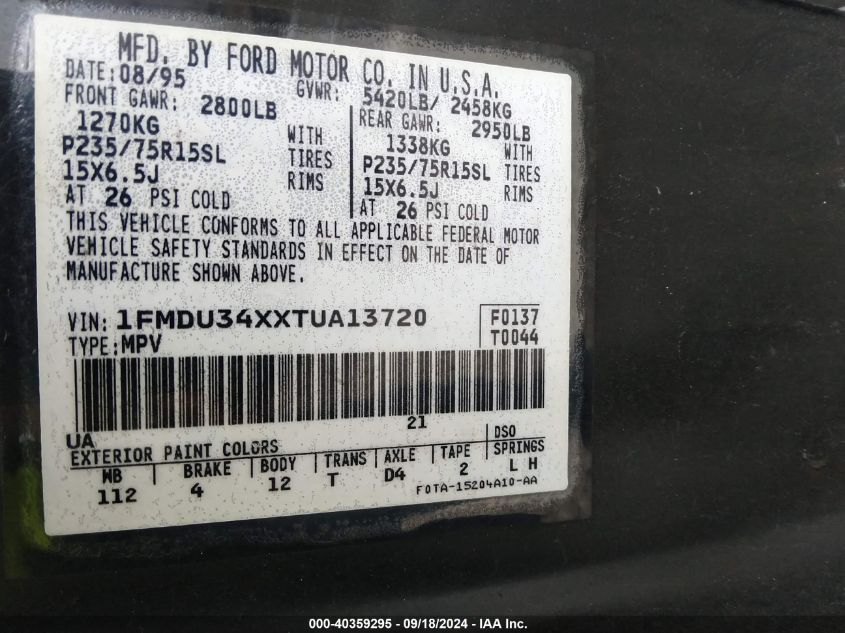 MFD. BY FORD MOTOR CO. IN U.S.A.
DATE: 08/95 GVWR: 5420LB/ 2458KG
FRONT GAWR: 2800LB REAR GAWR: 2950LB
1270KG WITH 1338KG WITH
P235/75R15SL TIRES P235/75R15SL TIRES
15X6.5J RIMS 15X6.5J RIMS
AT 26 PSI COLD AT 26 PSI COLD
THIS VEHICLE CONFORMS TO ALL APPLICABLE FEDERAL MOTOR
VEHICLE SAFETY STANDARDS IN EFFECT ON THE DATE OF
MANUFACTURE SHOWN ABOVE.
VIN: 1FMDU34XXTUA13720 F0137
TYPE: MPV T0044
21
UA DSO
EXTERIOR PAINT COLORS
WB BRAKE BODY TRANS AXLE TAPE SPRINGS
112 4 12 T D4 2 L H
F0TA-15204A10-AA
000-40359295 - 09/18/2024 - IAA Inc.